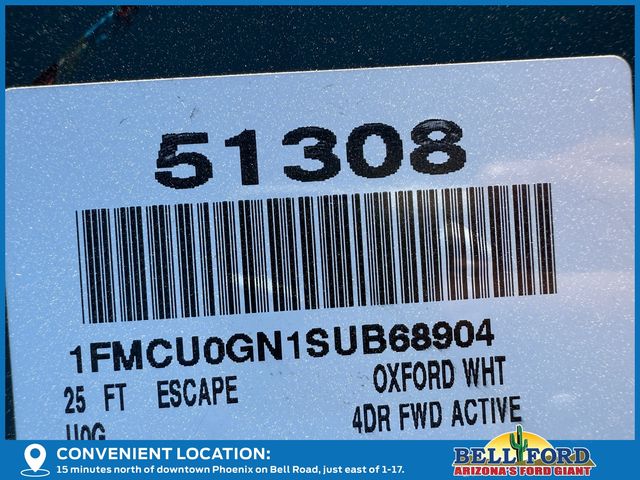 51308
1FMCU0GN1SUB68904
25 FT ESCAPE OXFORD WHT
U0G 4DR FWD ACTIVE
CONVENIENT LOCATION:
15 minutes north of downtown Phoenix on Bell Road, just east of 1-17.
BELL FORD
ARIZONA'S FORD GIANT